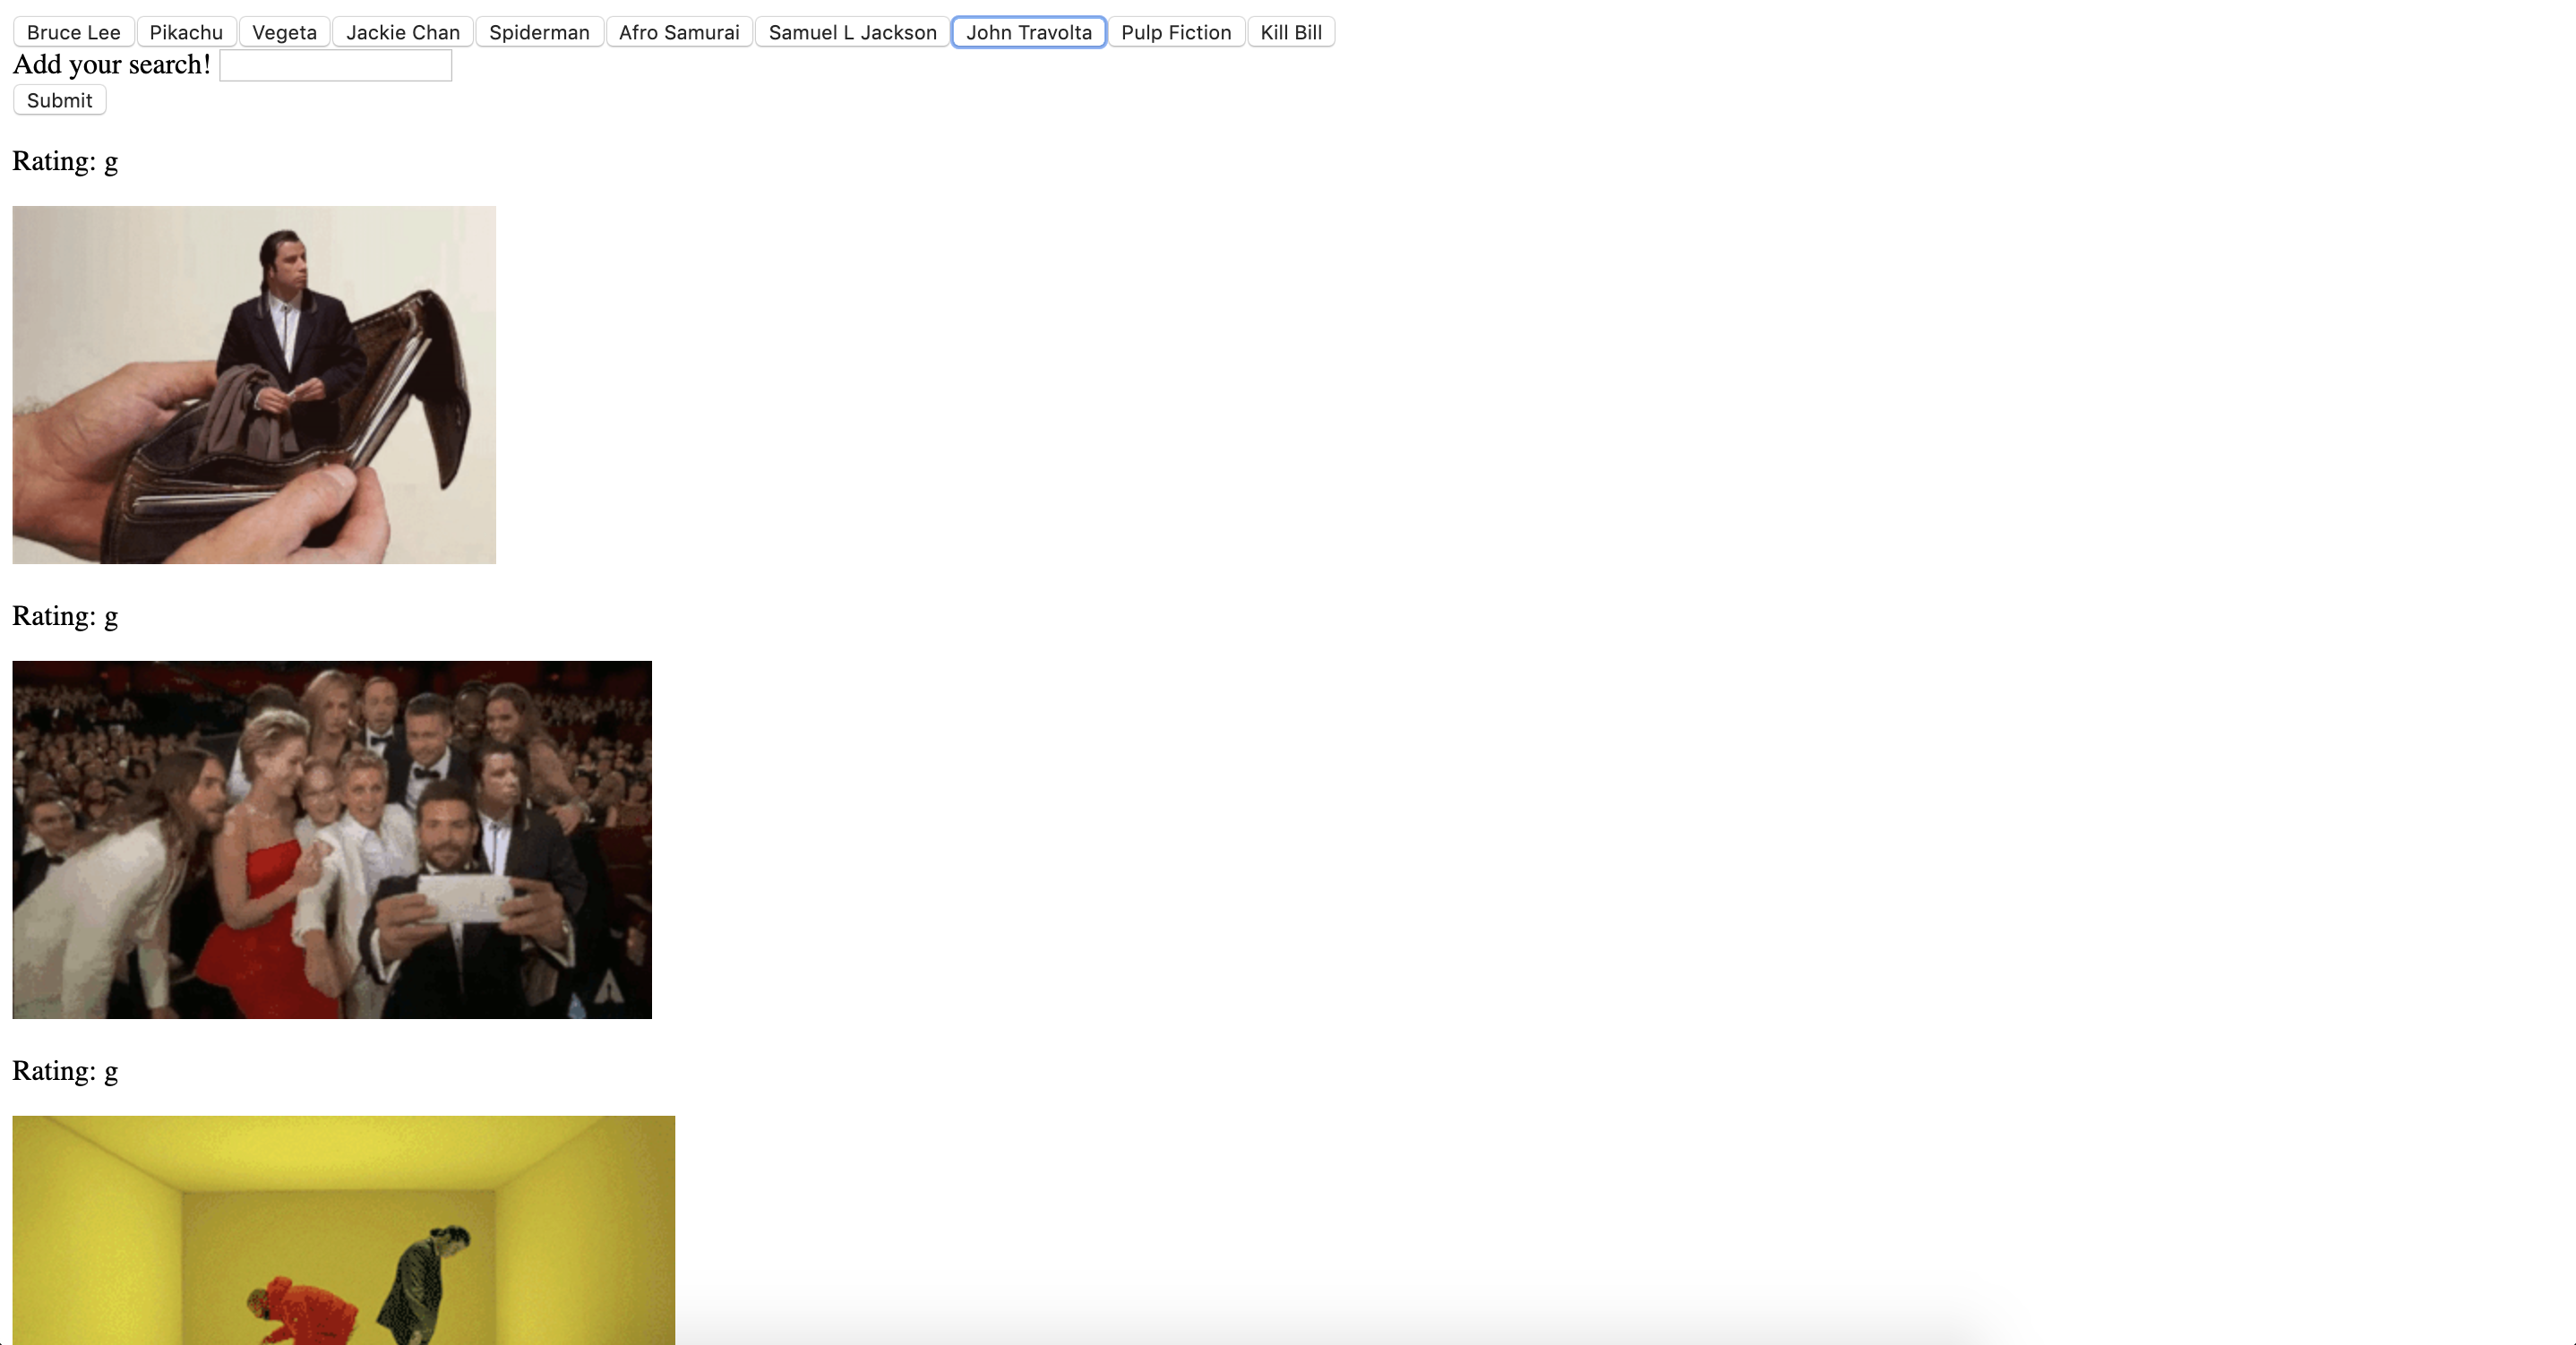 Bruce Lee Pikachu Vegeta Jackie Chan Spiderman Afro Samurai Samuel L Jackson John Travolta Pulp Fiction Kill Bill
Add your search!
Submit
Rating: g
Rating: g
Rating: g